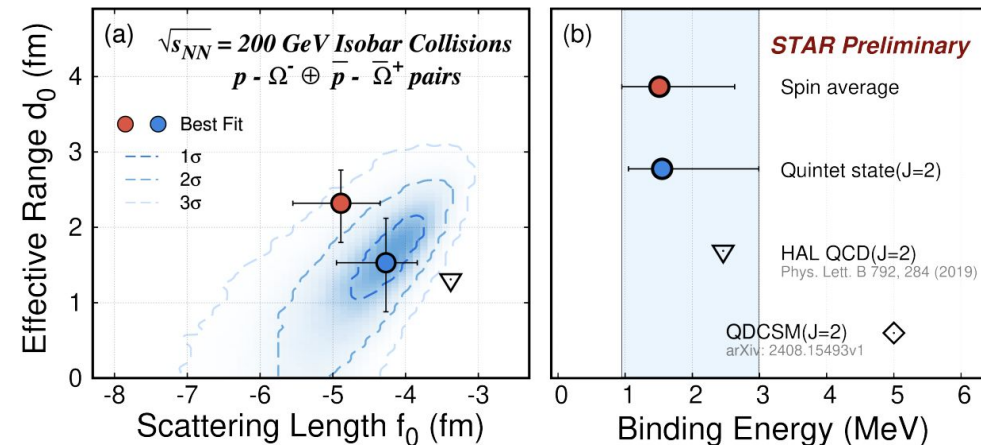 (a)
√sNN = 200 GeV Isobar Collisions
p - Ω⁻ ⊕ p̅ - Ω̅⁺ pairs
Best Fit
1σ
2σ
3σ
Effective Range d₀ (fm)
4
3
2
1
0
-8 -7 -6 -5 -4 -3
Scattering Length f₀ (fm)
(b)
STAR Preliminary
Spin average
Quintet state(J=2)
HAL QCD(J=2)
Phys. Lett. B 792, 284 (2019)
QDCSM(J=2)
arXiv: 2408.15493v1
0 1 2 3 4 5 6
Binding Energy (MeV)